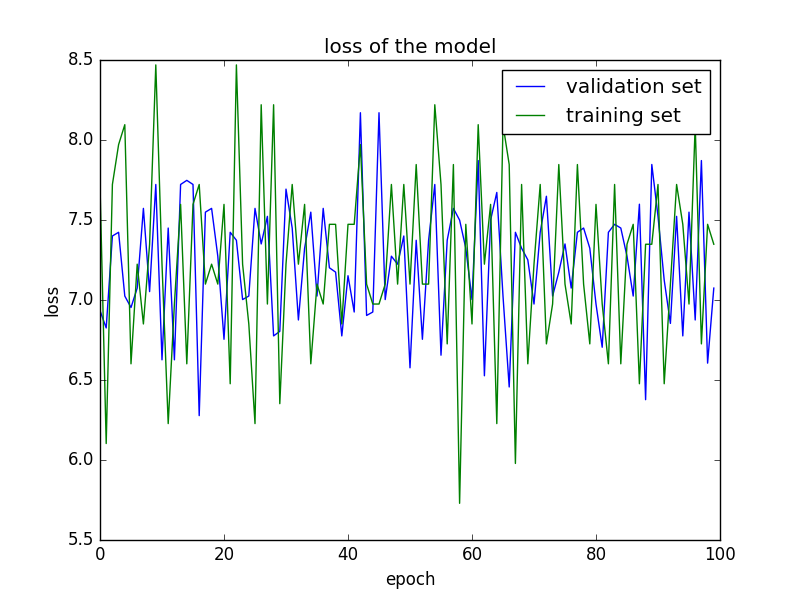 loss of the model
8.5
8.0
7.5
7.0
6.5
6.0
5.5
loss
validation set
training set
0 20 40 60 80 100
epoch